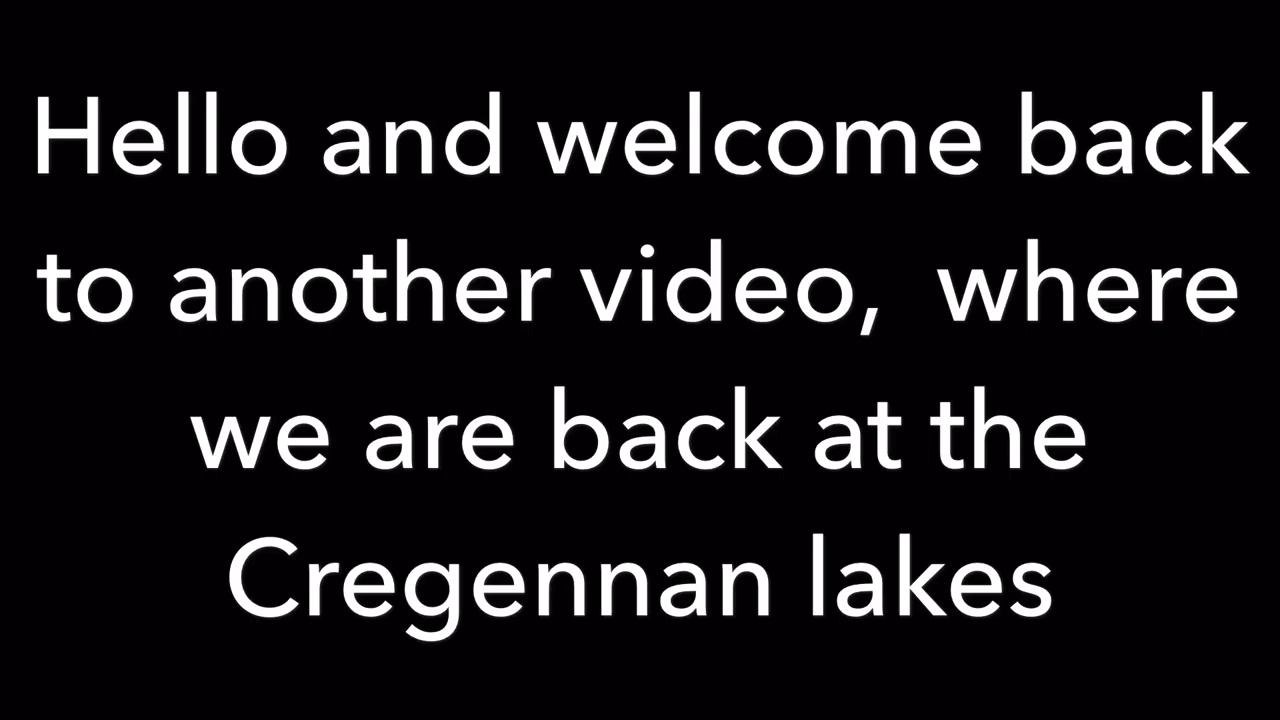 Hello and welcome back
to another video,  where
we are back at the
Cregennan lakes